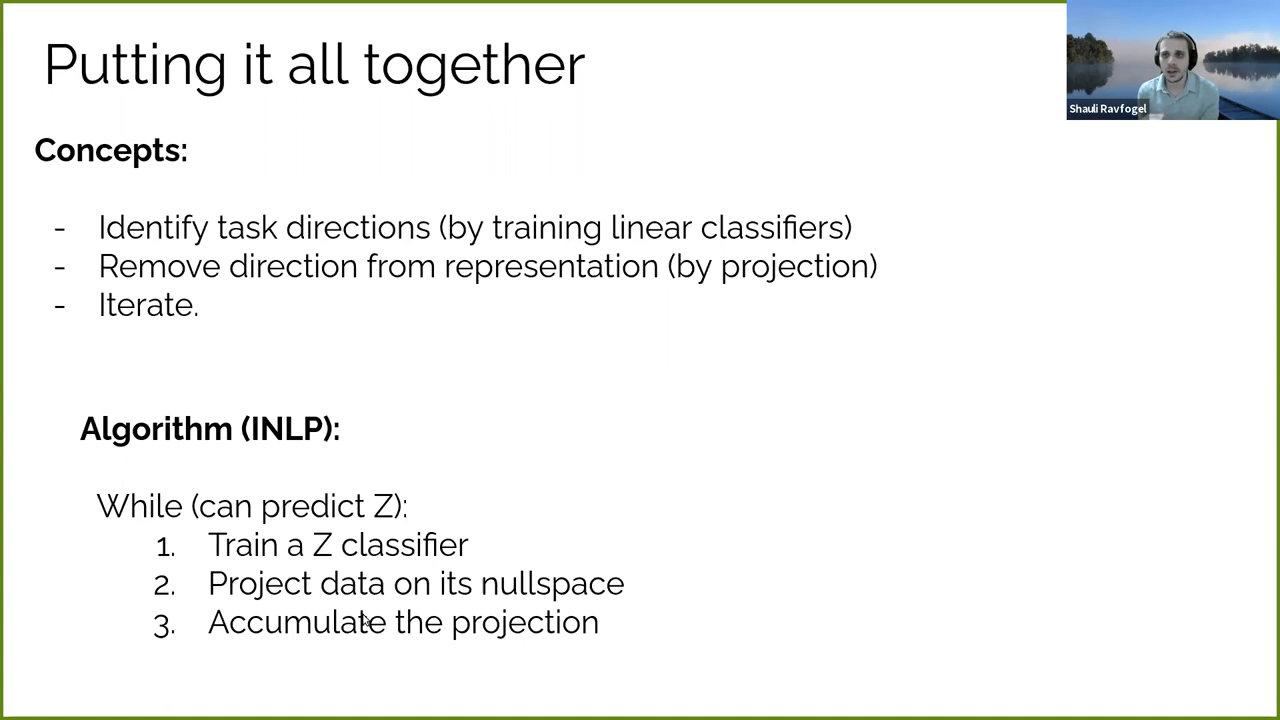 Putting it all together
Shauli Ravfogel
Concepts:
- Identify task directions (by training linear classifiers)
- Remove direction from representation (by projection)
- Iterate.
Algorithm (INLP):
While (can predict Z):
1. Train a Z classifier
2. Project data on its nullspace
3. Accumulate the projection